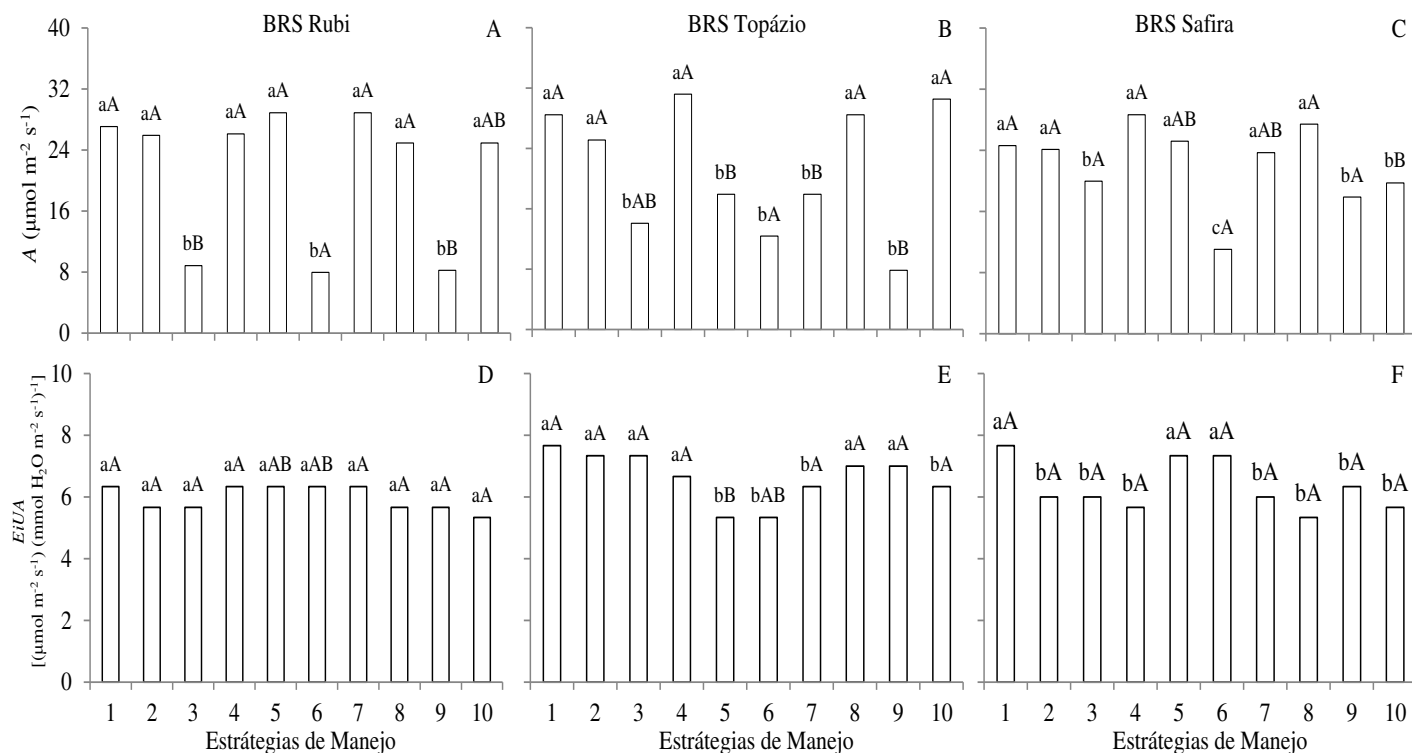 BRS Rubi A
BRS Topázio B
BRS Safira C
A (µmol m⁻² s⁻¹)
40
32
24
16
8
0
aA aA bB aA aA bA aA aA bB aAB
aA aA bAB aA bB bA bB aA bB aA
aA aA bA aA aAB cA aAB aA bA bB
D
E
F
EiUA
[(µmol m⁻² s⁻¹) (mmol H₂O m⁻² s⁻¹)⁻¹]
10
8
6
4
2
0
aA aA aA aA aAB aAB aA aA aA aA
aA aA aA aA bB bAB bA aA aA bA
aA bA bA bA aA aA bA bA bA bA
1 2 3 4 5 6 7 8 9 10
1 2 3 4 5 6 7 8 9 10
1 2 3 4 5 6 7 8 9 10
Estrátegias de Manejo
Estrátegias de Manejo
Estrátegias de Manejo